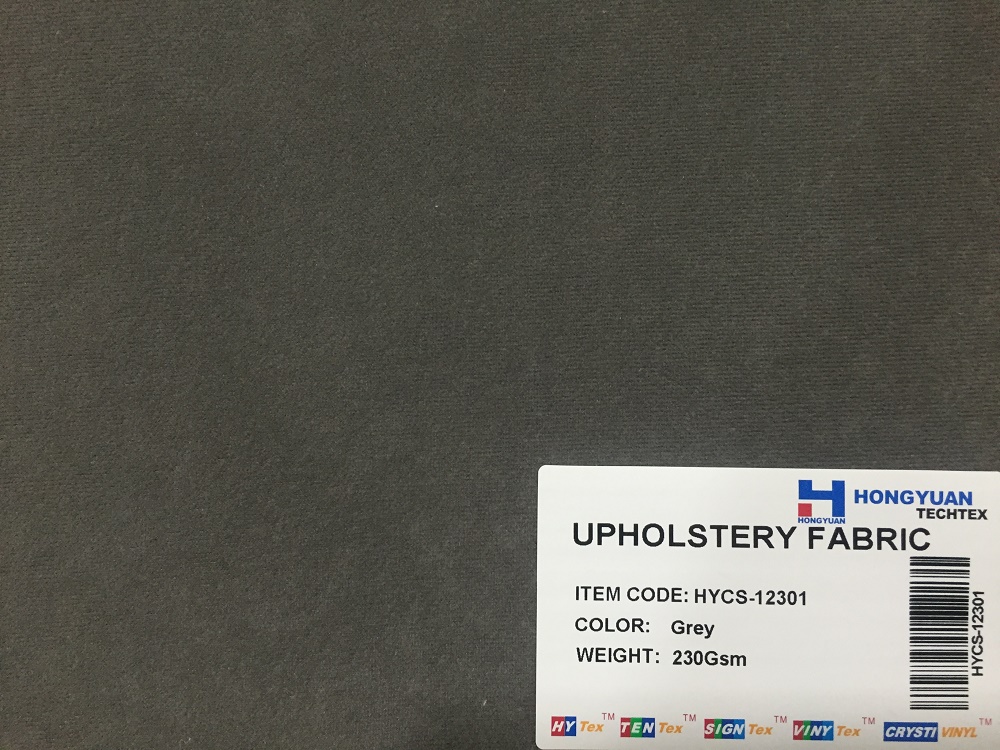 HONGYUAN
HONGYUAN
TECHTEX
UPHOLSTERY FABRIC
ITEM CODE: HYCS-12301
COLOR: Grey
WEIGHT: 230Gsm
HYCS-12301
HY Tex™ TEN Tex™ SIGN Tex™ VINY Tex™ CRYSTI VINYL™